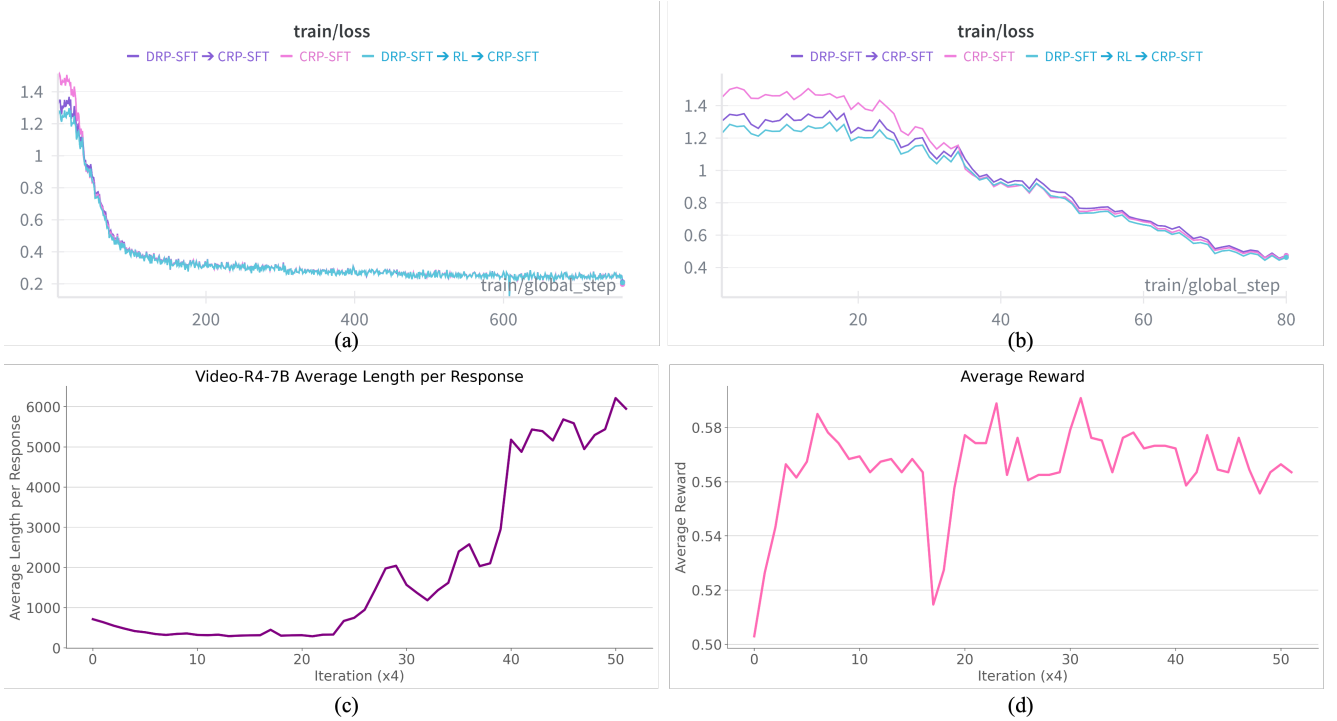 train/loss
DRP-SFT ➔ CRP-SFT CRP-SFT DRP-SFT ➔ RL ➔ CRP-SFT
1.4
1.2
1
0.8
0.6
0.4
0.2
train/global_step
200 400 600
(a)
train/loss
DRP-SFT ➔ CRP-SFT CRP-SFT DRP-SFT ➔ RL ➔ CRP-SFT
1.4
1.2
1
0.8
0.6
0.4
train/global_step
20 40 60 80
(b)
Video-R4-7B Average Length per Response
Average Length per Response
6000
5000
4000
3000
2000
1000
0
0 10 20 30 40 50
Iteration (x4)
(c)
Average Reward
Average Reward
0.58
0.56
0.54
0.52
0.50
0 10 20 30 40 50
Iteration (x4)
(d)